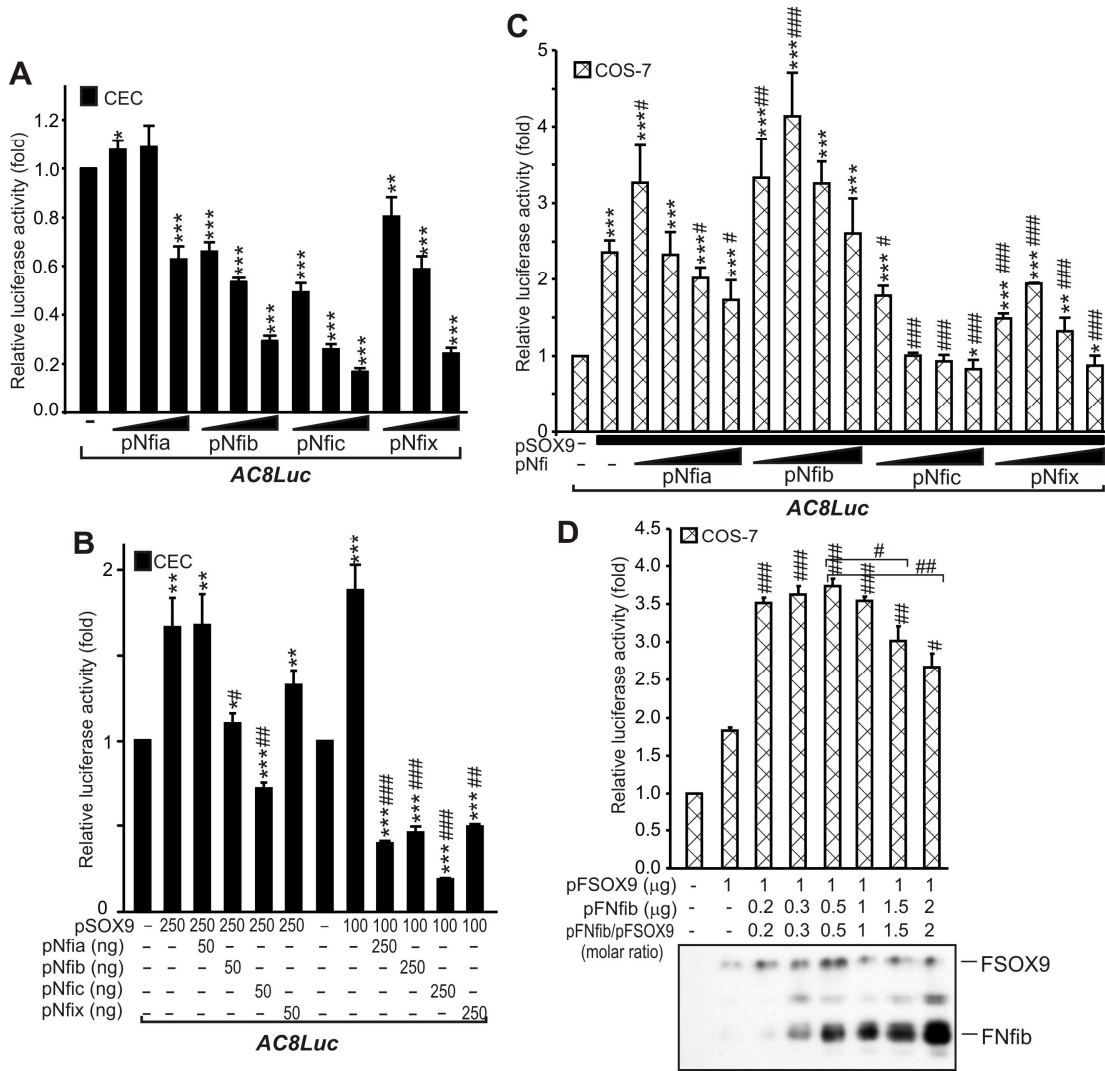 A
CEC
Relative luciferase activity (fold)
1.2
1.0
0.8
0.6
0.4
0.2
0.0
* *** *** *** *** *** *** *** ** *** ***
-
pNfia pNfib pNfic pNfix
AC8Luc
B
CEC
Relative luciferase activity (fold)
2
1
0
** ** *# ***## ** *** ***### ***### ***### ***##
pSOX9 – 250 250 250 250 250 – 100 100 100 100 100
pNfia (ng) – – 50 – – – – – 250 – – –
pNfib (ng) – – – 50 – – – – – 250 – –
pNfic (ng) – – – – 50 – – – – – 250 –
pNfix (ng) – – – – – 50 – – – – – 250
AC8Luc
C
COS-7
Relative luciferase activity (fold)
5
4
3
2
1
0
*** ***# *** ***# ***# ***## ***### *** *** ***# ### ### *### ***### ***### **### *###
pSOX9 –
pNfi – –
pNfia pNfib pNfic pNfix
AC8Luc
D
COS-7
Relative luciferase activity (fold)
4.5
4.0
3.5
3.0
2.5
2.0
1.5
1.0
0.5
0.0
#
##
### ### ### ### ## #
pFSOX9 (μg) - 1 1 1 1 1 1 1
pFNfib (μg) - - 0.2 0.3 0.5 1 1.5 2
pFNfib/pFSOX9 - - 0.2 0.3 0.5 1 1.5 2
(molar ratio)
FSOX9
FNfib